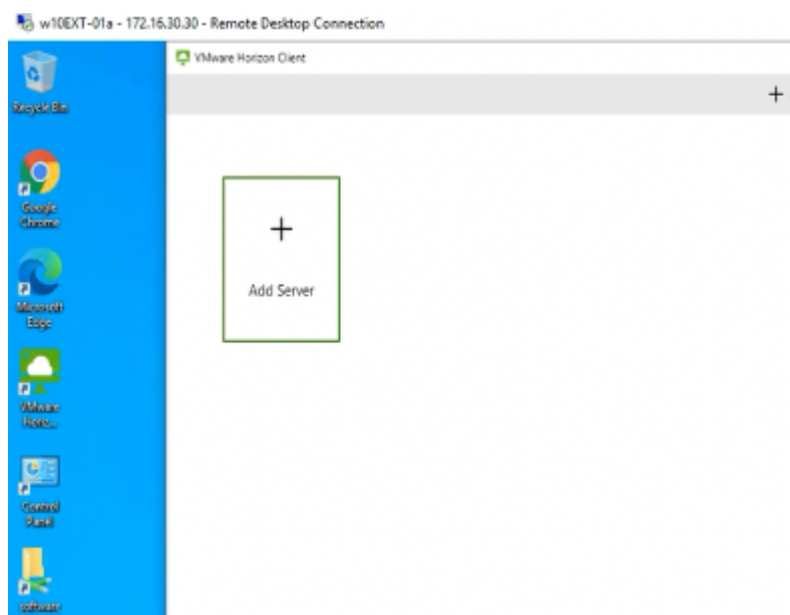 w10EXT-01a - 172.16.30.30 - Remote Desktop Connection
VMware Horizon Client
Recycle Bin
Add Server
Google
Chrome
Microsoft
Edge
VMware
Horiz...
Control
Panel
software